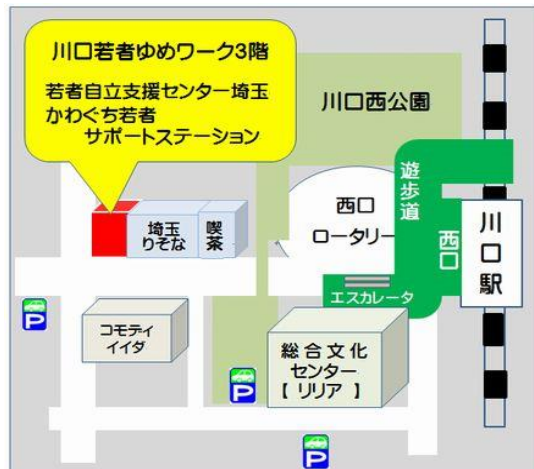 川口若者ゆめワーク3階
若者自立支援センター埼玉
かわぐち若者
サポートステーション
川口西公園
遊歩道
西口
ロータリー
西口
川口駅
埼玉
りそな
喫茶
エスカレータ
コモディ
イイダ
総合文化
センター
【リリア】
P
P
P